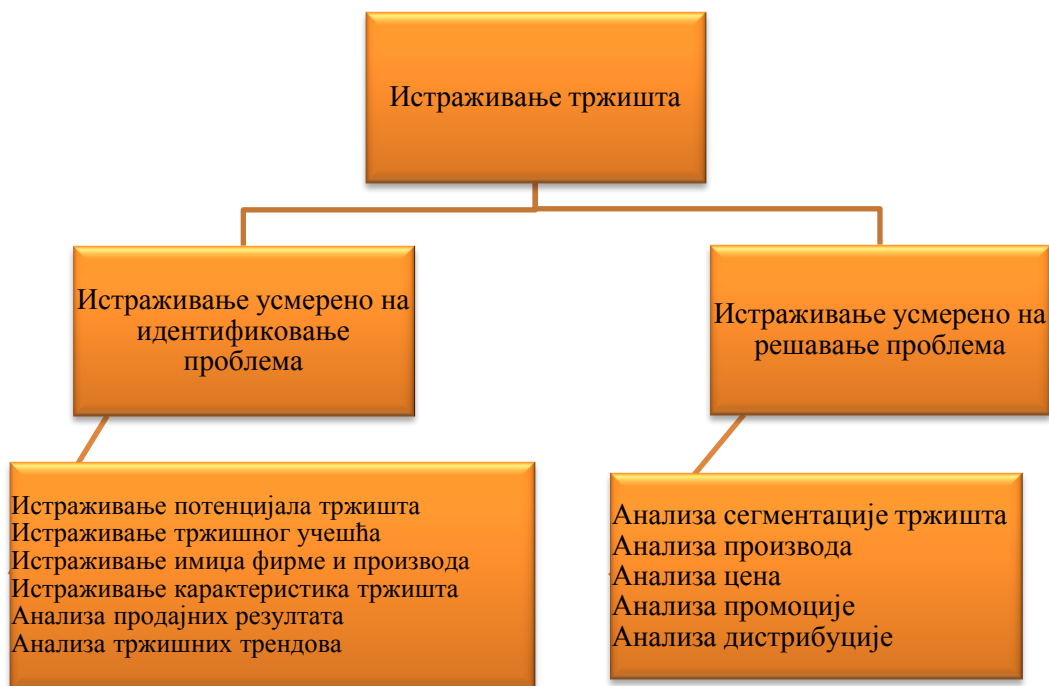 Истраживање тржишта
Истраживање усмерено на
идентификовање
проблема
Истраживање усмерено на
решавање проблема
Истраживање потенцијала тржишта
Истраживање тржишног учешћа
Истраживање имиџа фирме и производа
Истраживање карактеристика тржишта
Анализа продајних резултата
Анализа тржишних трендова
Анализа сегментације тржишта
Анализа производа
Анализа цена
Анализа промоције
Анализа дистрибуције